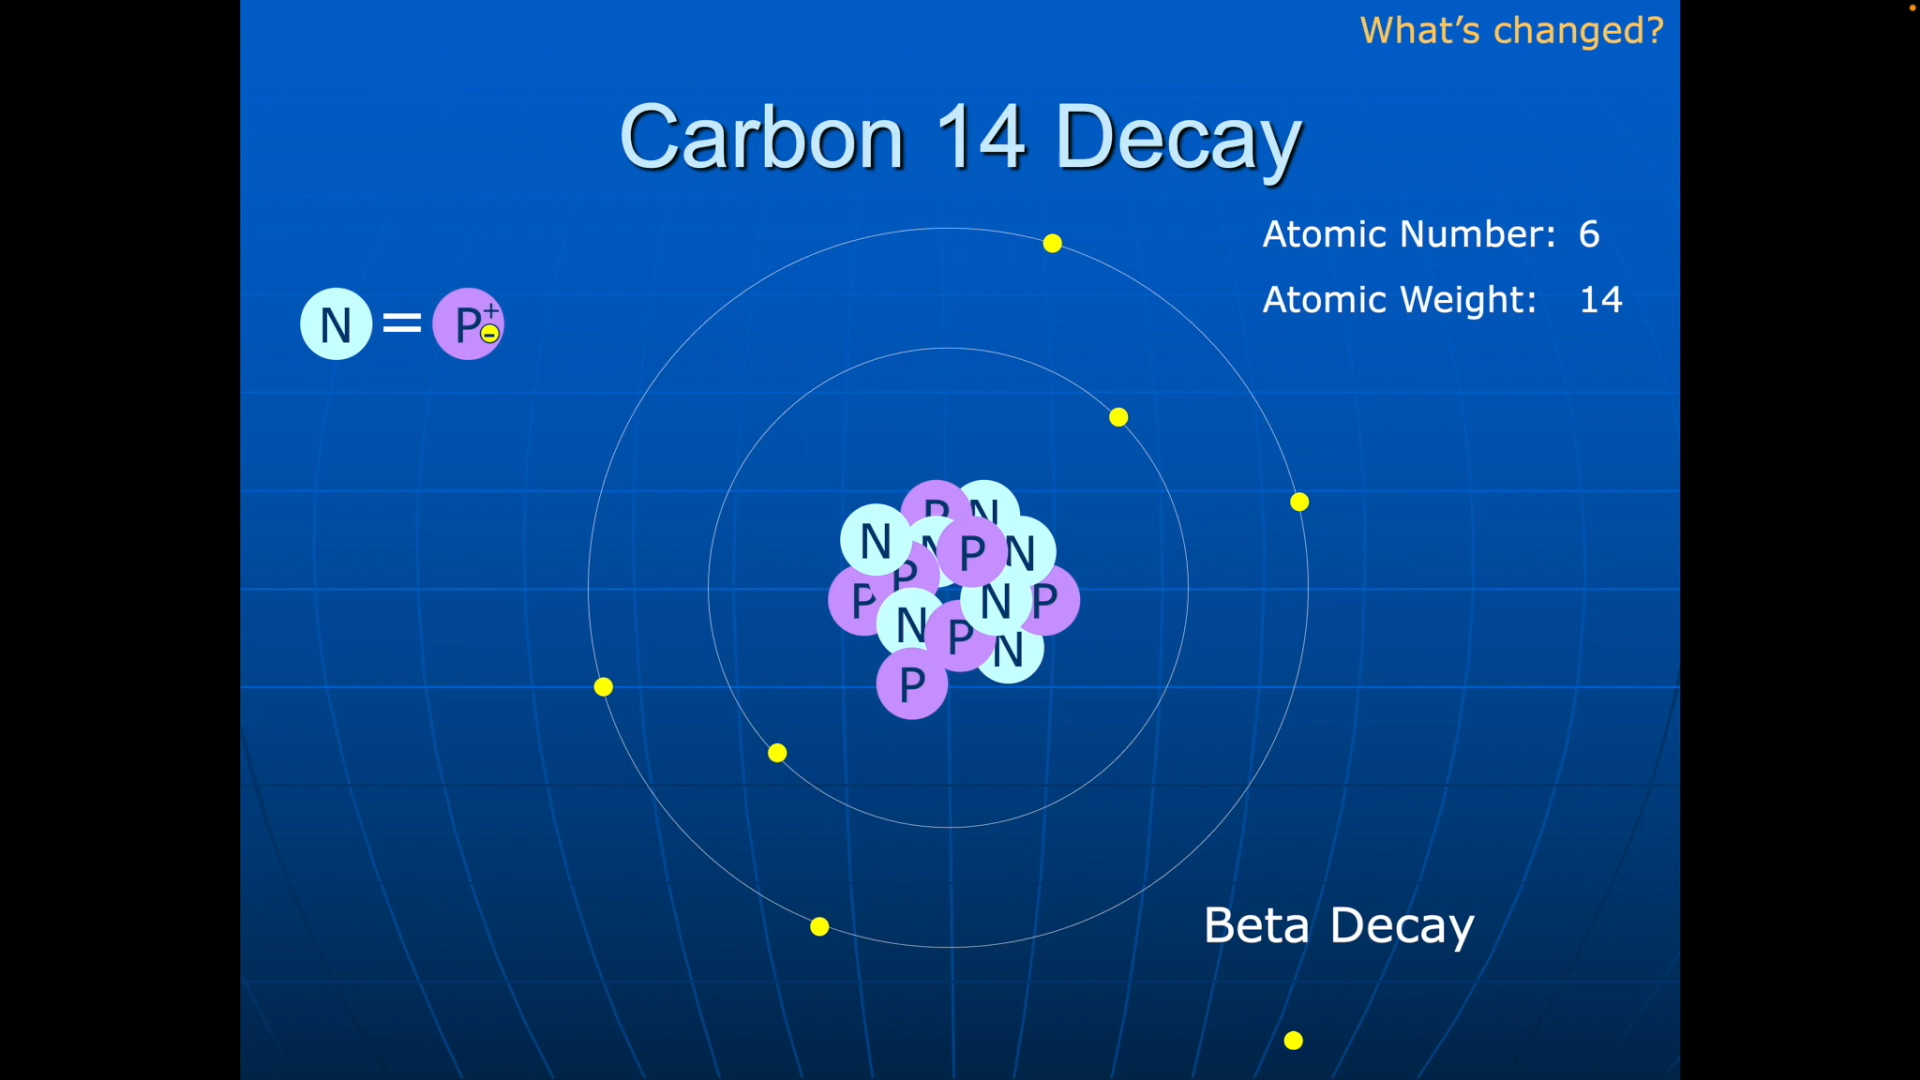 What’s changed?
Carbon 14 Decay
Atomic Number: 6
Atomic Weight: 14
N = P+ -
P N
N N P N
P P
P N P N P
P N
Beta Decay